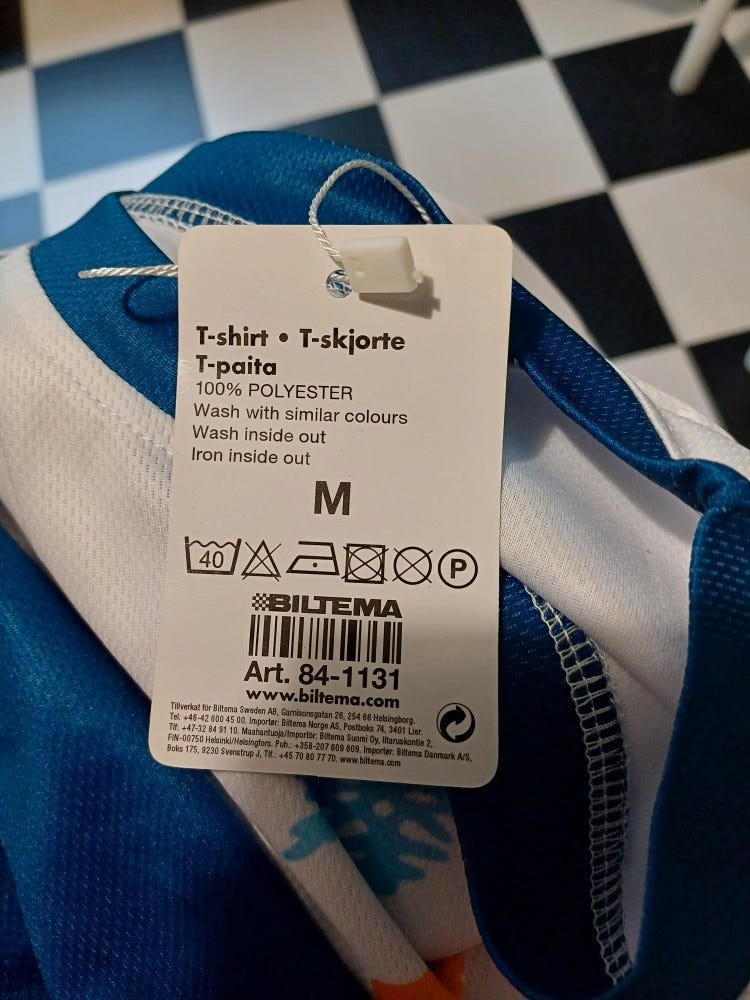 T-shirt • T-skjorte
T-paita
100% POLYESTER
Wash with similar colours
Wash inside out
Iron inside out
M
40 P
BILTEMA
Art. 84-1131
www.biltema.com
Tillverkat för Biltema Sweden AB, Garnisonsgatan 26, 254 66 Helsingborg.
Tel: +46-42 600 45 00. Importør: Biltema Norge AS, Postboks 74, 3401 Lier.
Tlf: +47-32 84 91 10. Maahantuoja/Importör: Biltema Suomi Oy, Iltaruskontie 2,
FIN-00750 Helsinki/Helsingfors. Puh.: +358-207 609 609. Importør: Biltema Danmark A/S,
Boks 175, 9230 Svenstrup J, Tlf.: +45 70 80 77 70. www.biltema.com